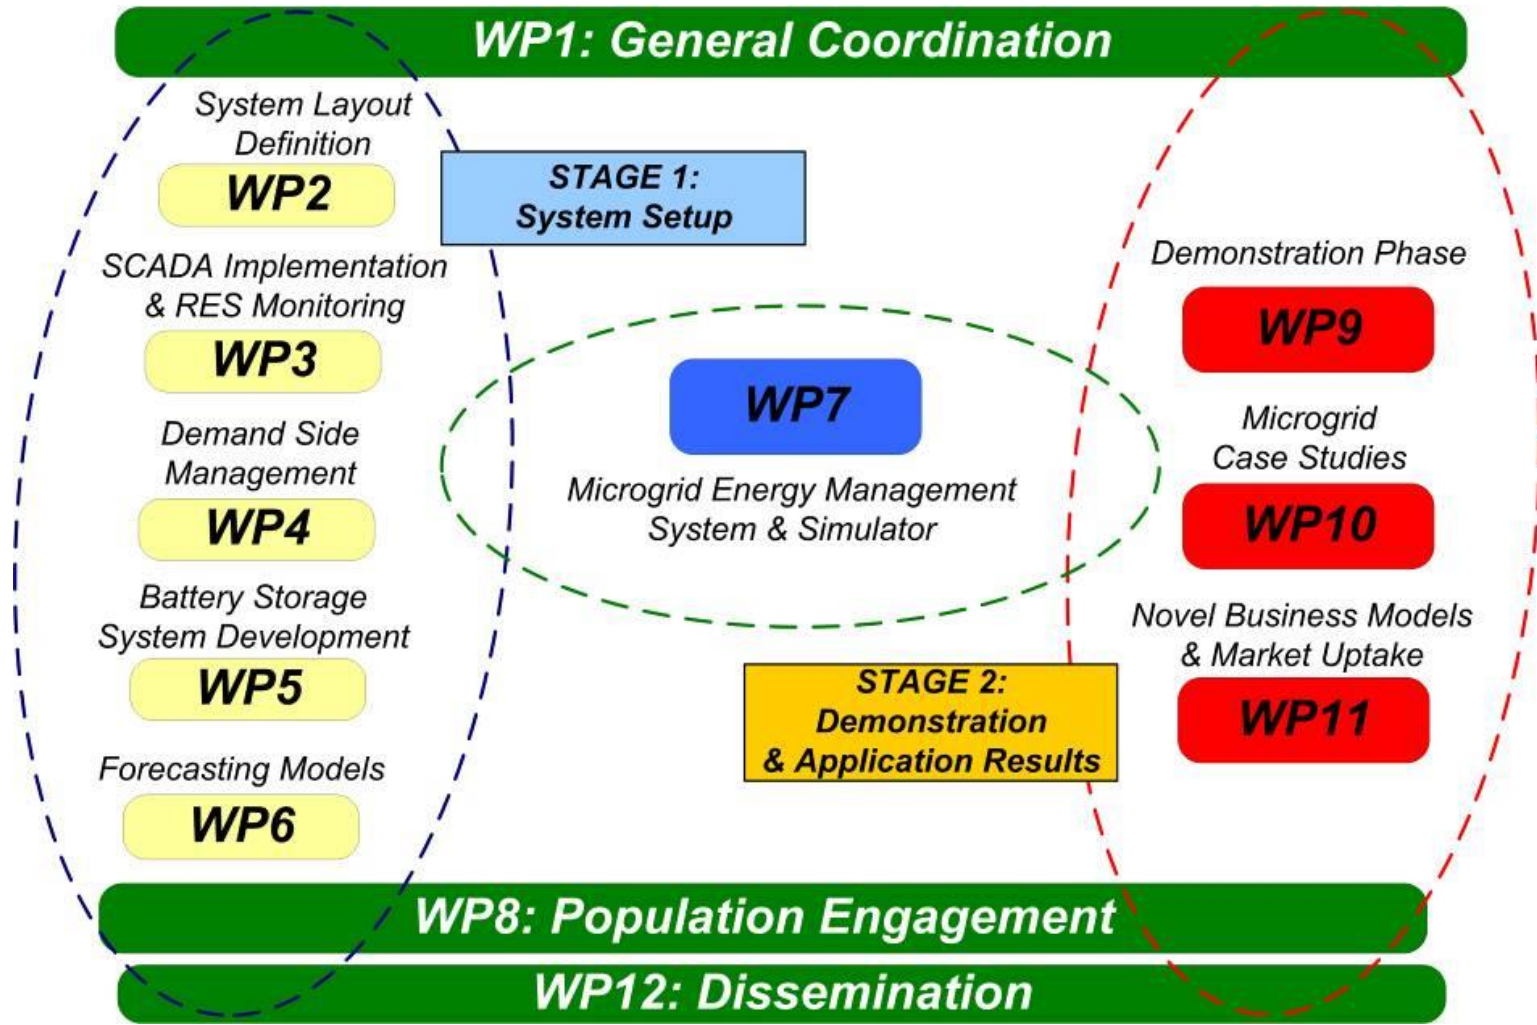 WP1: General Coordination
System Layout
Definition
WP2
STAGE 1:
System Setup
SCADA Implementation
& RES Monitoring
WP3
Demand Side
Management
WP4
Battery Storage
System Development
WP5
Forecasting Models
WP6
WP7
Microgrid Energy Management
System & Simulator
Demonstration Phase
WP9
Microgrid
Case Studies
WP10
Novel Business Models
& Market Uptake
WP11
STAGE 2:
Demonstration
& Application Results
WP8: Population Engagement
WP12: Dissemination